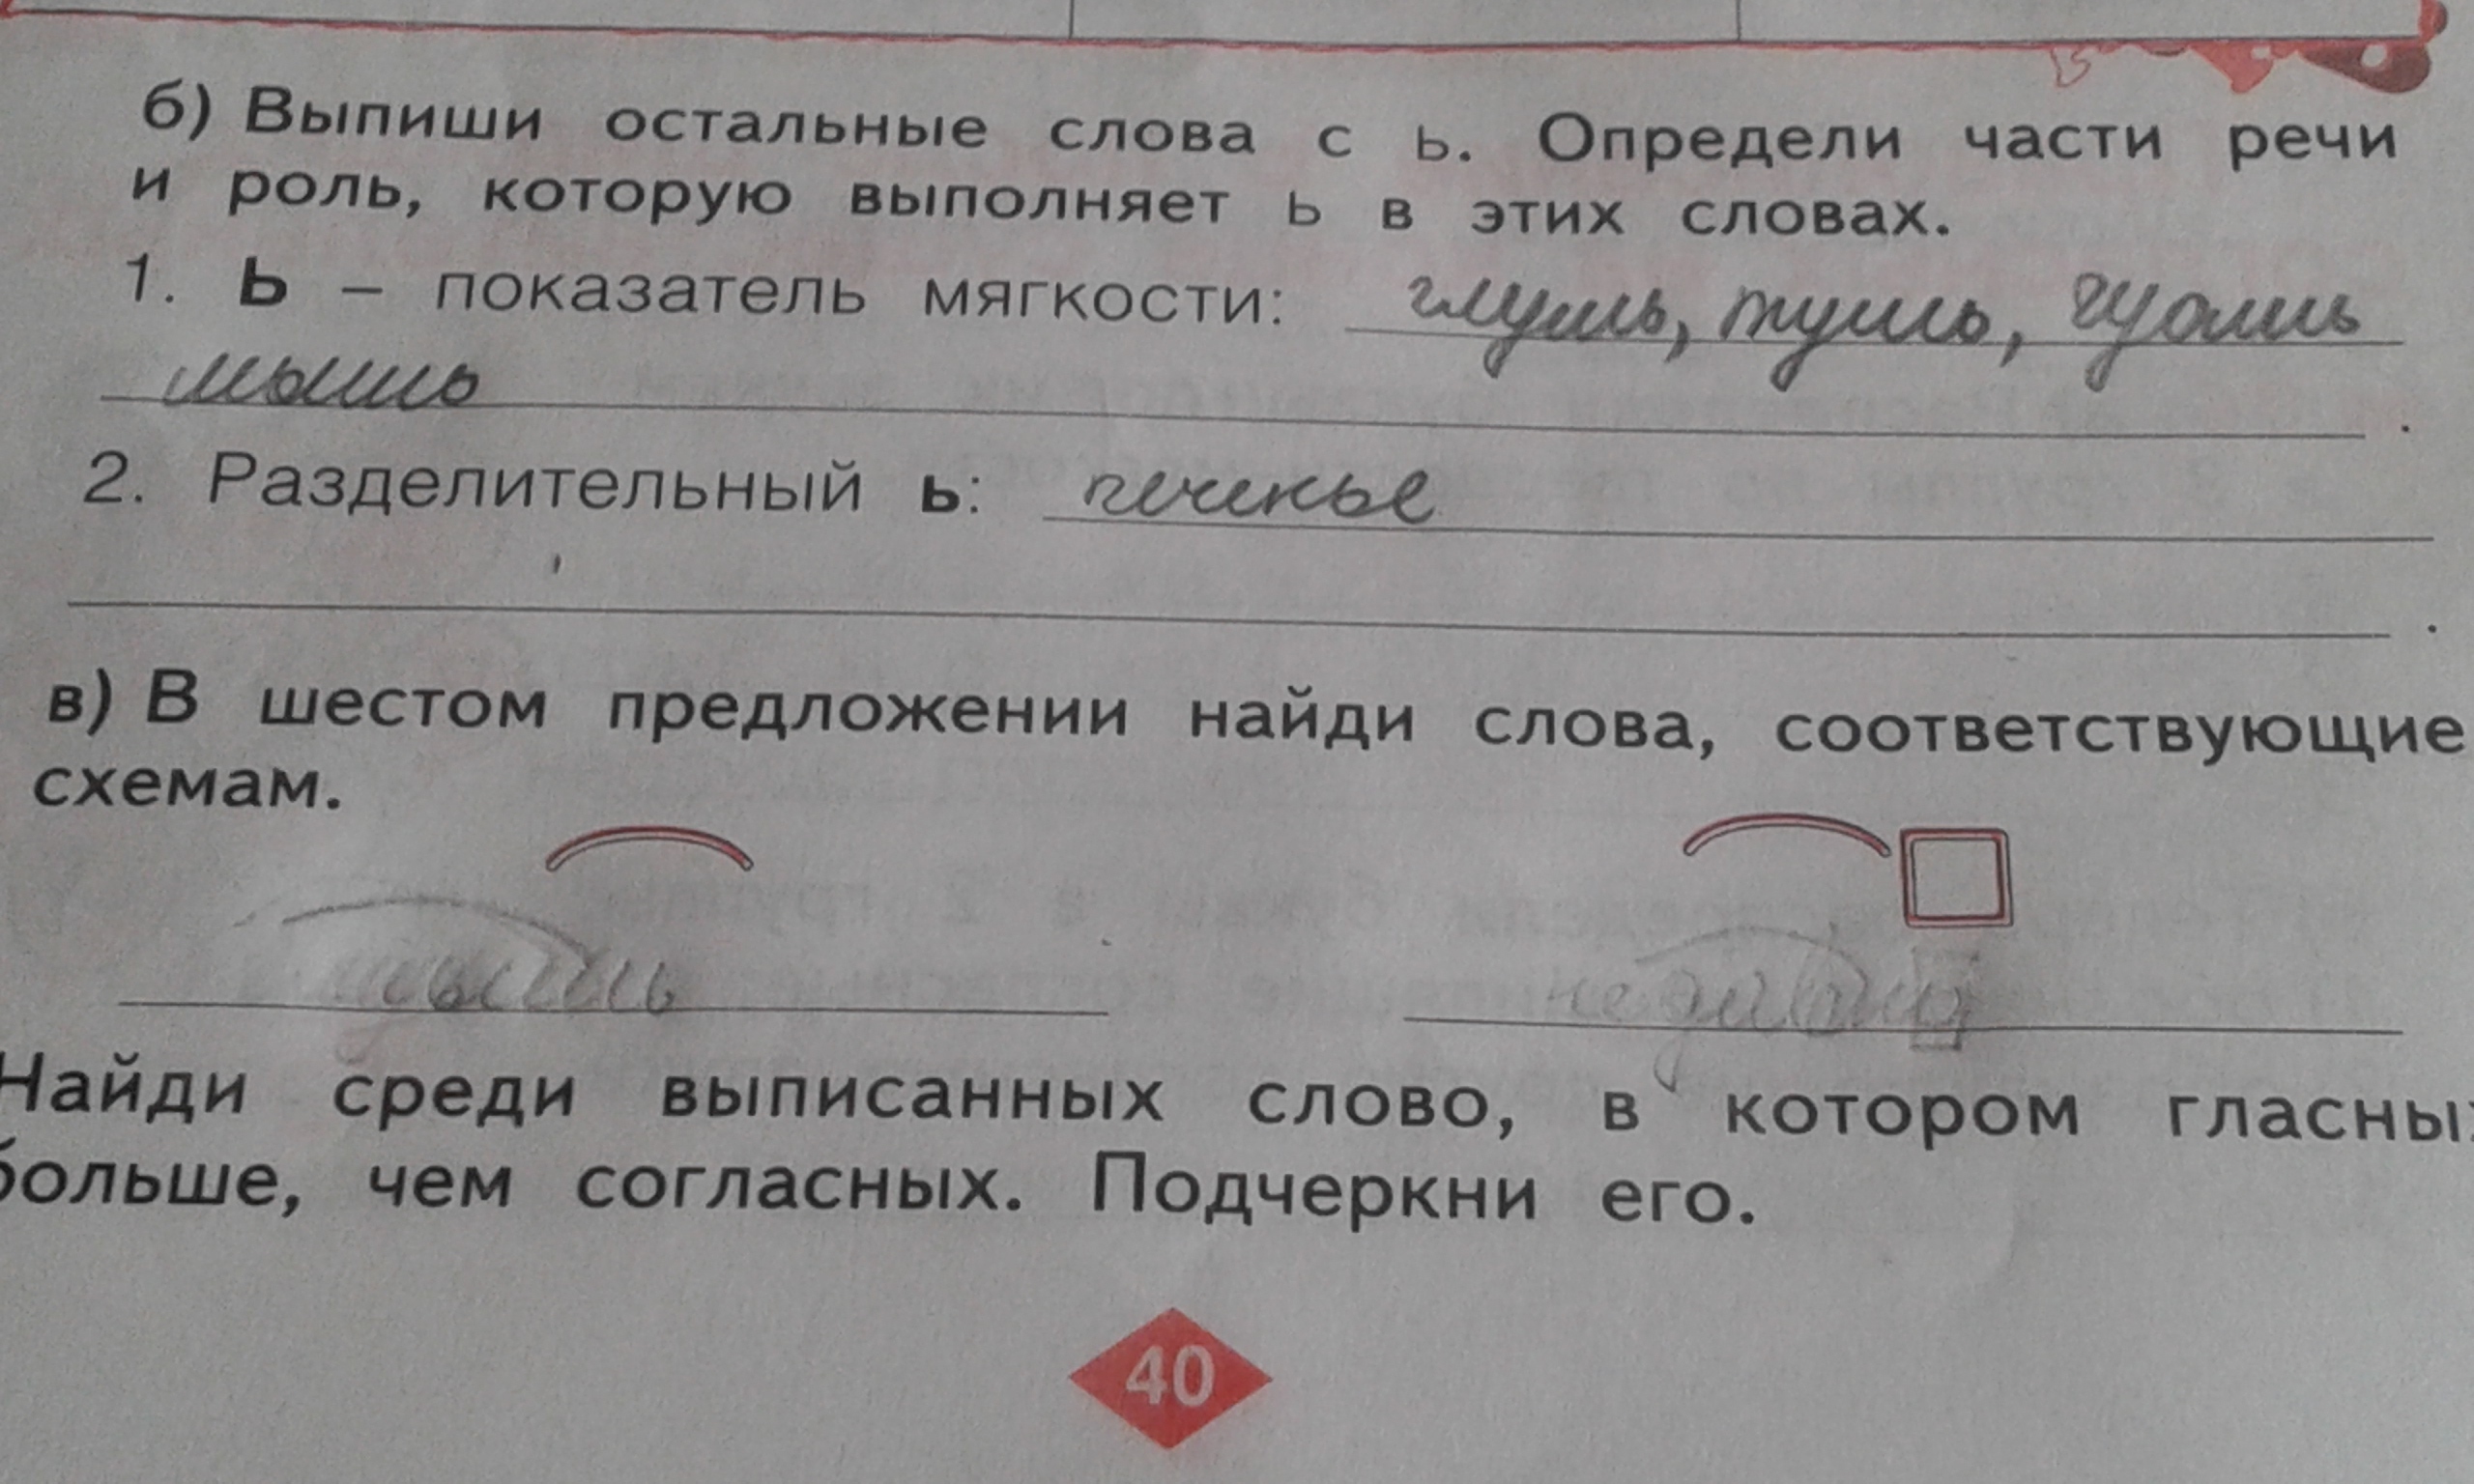 б) Выпиши остальные слова с ь. Определи части речи
и роль, которую выполняет ь в этих словах.
1. Ь – показатель мягкости: глушь, тушь, гуашь
мышь .
2. Разделительный ь: печенье
.
в) В шестом предложении найди слова, соответствующие
схемам.
мышь
Найди среди выписанных слово, в котором гласны
больше, чем согласных. Подчеркни его.
40